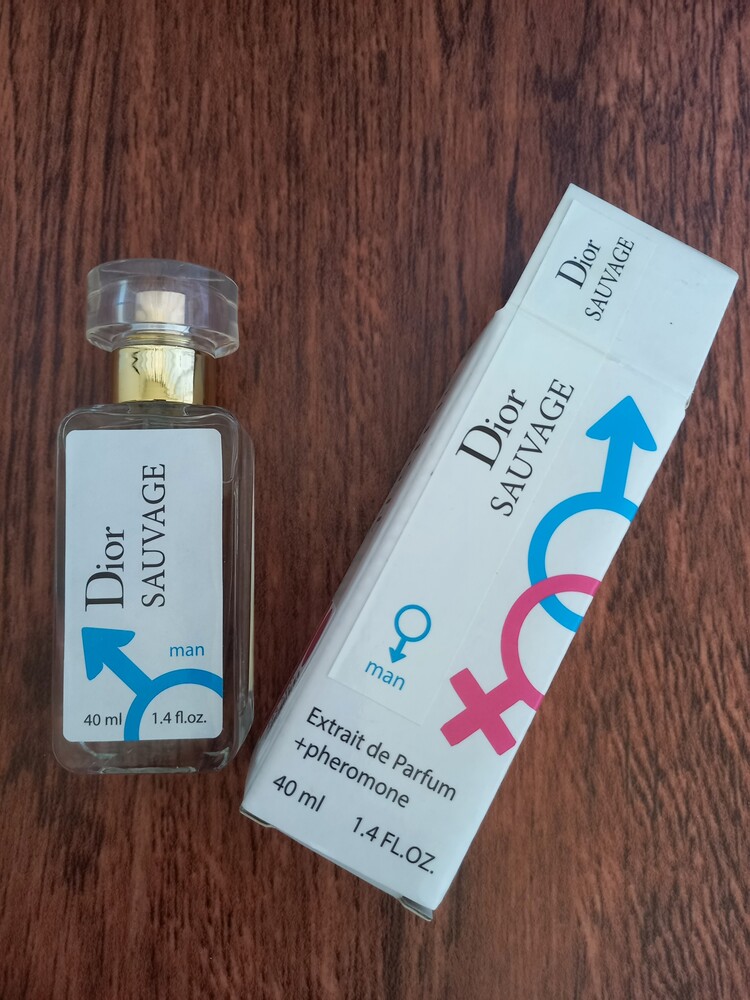 Dior
SAUVAGE
man
40 ml 1.4 fl.oz.
Dior
SAUVAGE
Dior
SAUVAGE
man
Extrait de Parfum
+pheromone
40 ml 1.4 FL.OZ.